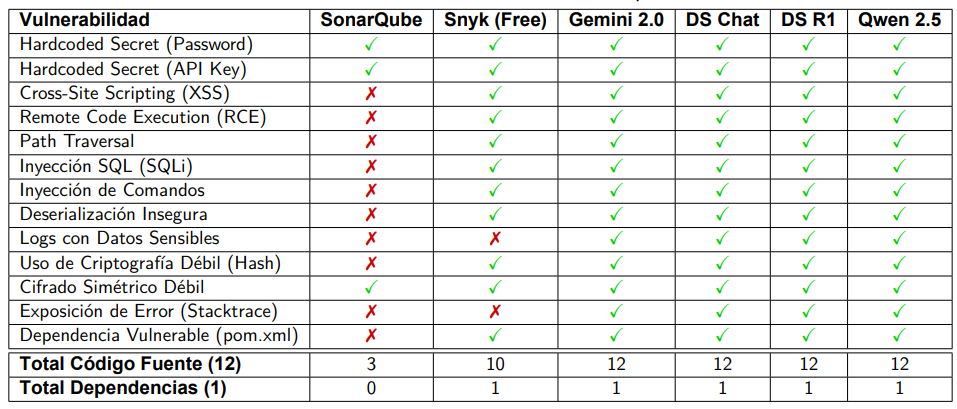 Vulnerabilidad SonarQube Snyk (Free) Gemini 2.0 DS Chat DS R1 Qwen 2.5
Hardcoded Secret (Password) ✓ ✓ ✓ ✓ ✓ ✓
Hardcoded Secret (API Key) ✓ ✓ ✓ ✓ ✓ ✓
Cross-Site Scripting (XSS) ✗ ✓ ✓ ✓ ✓ ✓
Remote Code Execution (RCE) ✗ ✓ ✓ ✓ ✓ ✓
Path Traversal ✗ ✓ ✓ ✓ ✓ ✓
Inyección SQL (SQLi) ✗ ✓ ✓ ✓ ✓ ✓
Inyección de Comandos ✗ ✓ ✓ ✓ ✓ ✓
Deserialización Insegura ✗ ✓ ✓ ✓ ✓ ✓
Logs con Datos Sensibles ✗ ✗ ✓ ✓ ✓ ✓
Uso de Criptografía Débil (Hash) ✗ ✓ ✓ ✓ ✓ ✓
Cifrado Simétrico Débil ✓ ✓ ✓ ✓ ✓ ✓
Exposición de Error (Stacktrace) ✗ ✗ ✓ ✓ ✓ ✓
Dependencia Vulnerable (pom.xml) ✗ ✓ ✓ ✓ ✓ ✓
Total Código Fuente (12) 3 10 12 12 12 12
Total Dependencias (1) 0 1 1 1 1 1